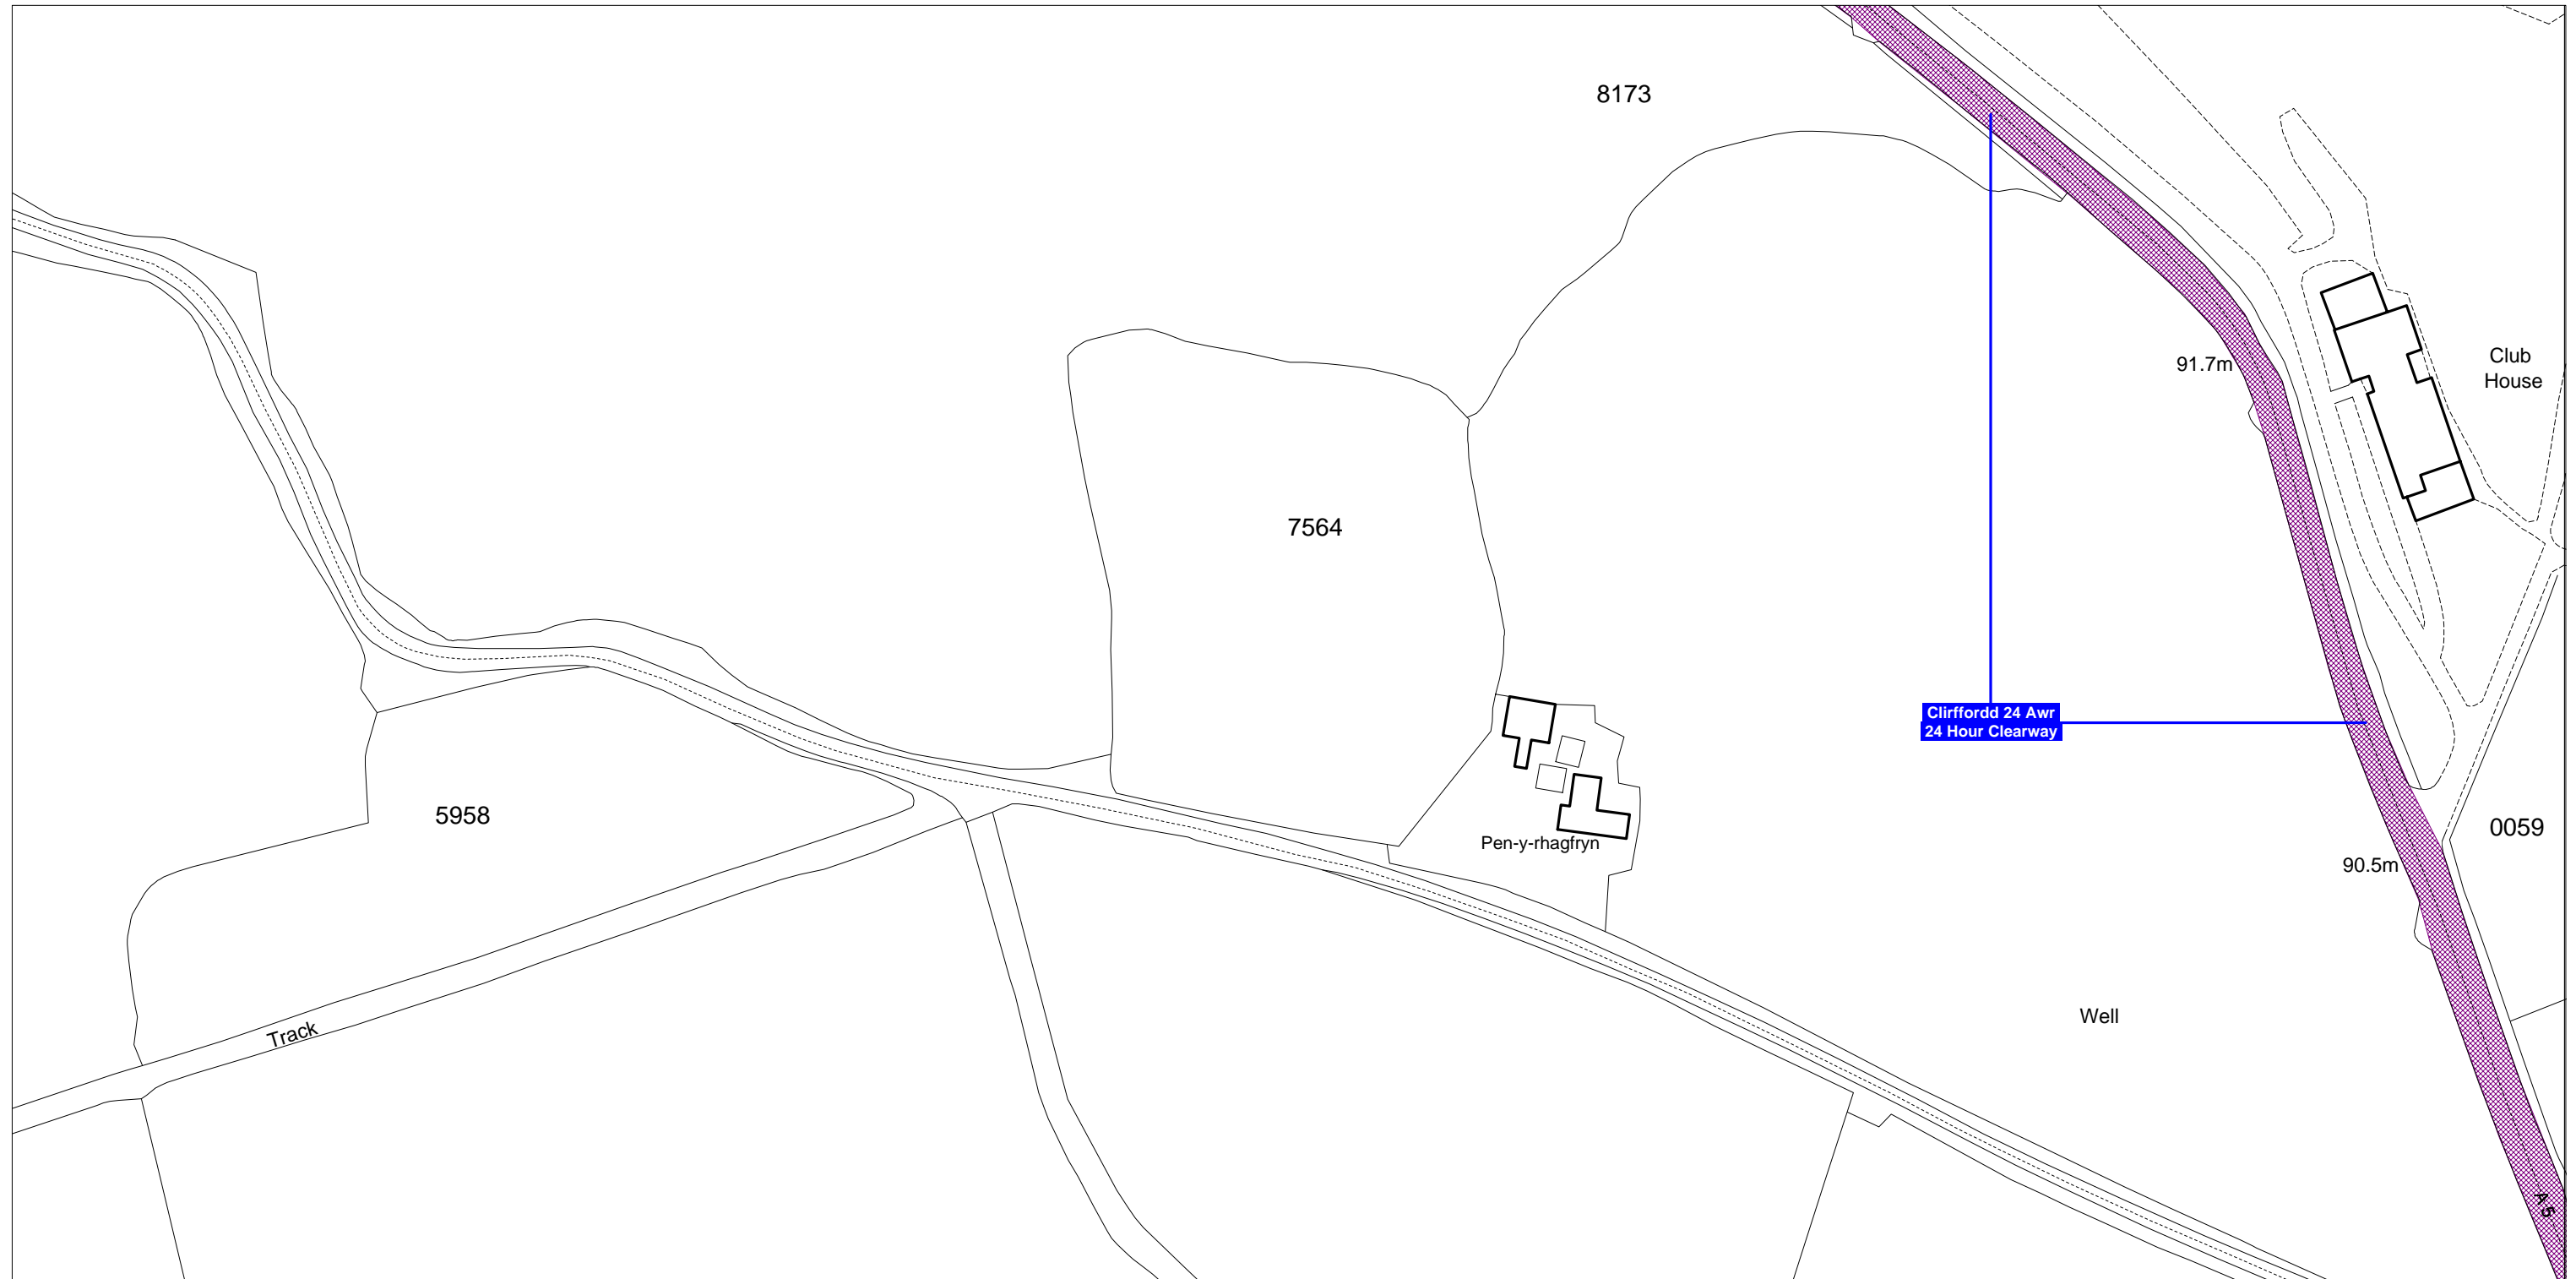 8173
91.7m
Club
House
7564
Clirffordd 24 Awr
24 Hour Clearway
5958
0059
Pen-y-rhagfryn
90.5m
Well
Track
A 5